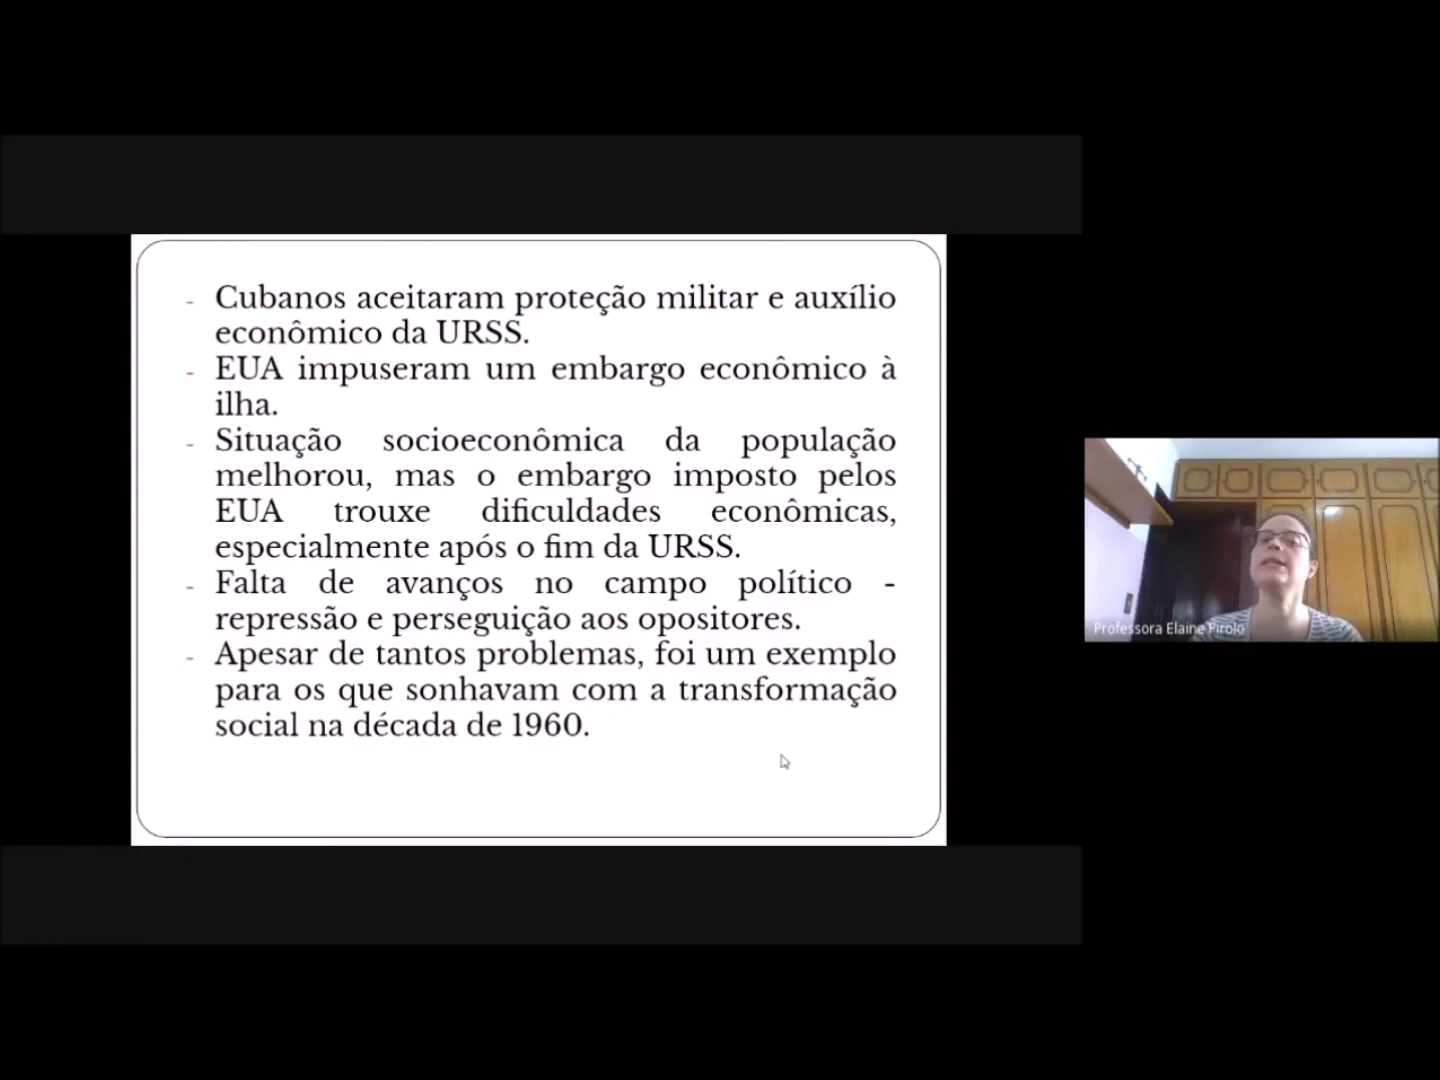 - Cubanos aceitaram proteção militar e auxílio
econômico da URSS.
- EUA impuseram um embargo econômico à
ilha.
- Situação socioeconômica da população
melhorou, mas o embargo imposto pelos
EUA trouxe dificuldades econômicas,
especialmente após o fim da URSS.
- Falta de avanços no campo político -
repressão e perseguição aos opositores.
- Apesar de tantos problemas, foi um exemplo
para os que sonhavam com a transformação
social na década de 1960.
Professora Elaine Pirolo